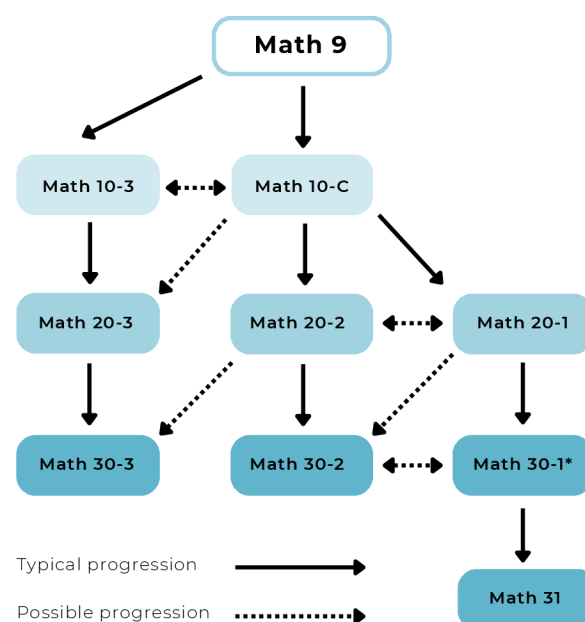 Math 9
Math 10-3
Math 10-C
Math 20-3
Math 20-2
Math 20-1
Math 30-3
Math 30-2
Math 30-1*
Typical progression
Math 31
Possible progression